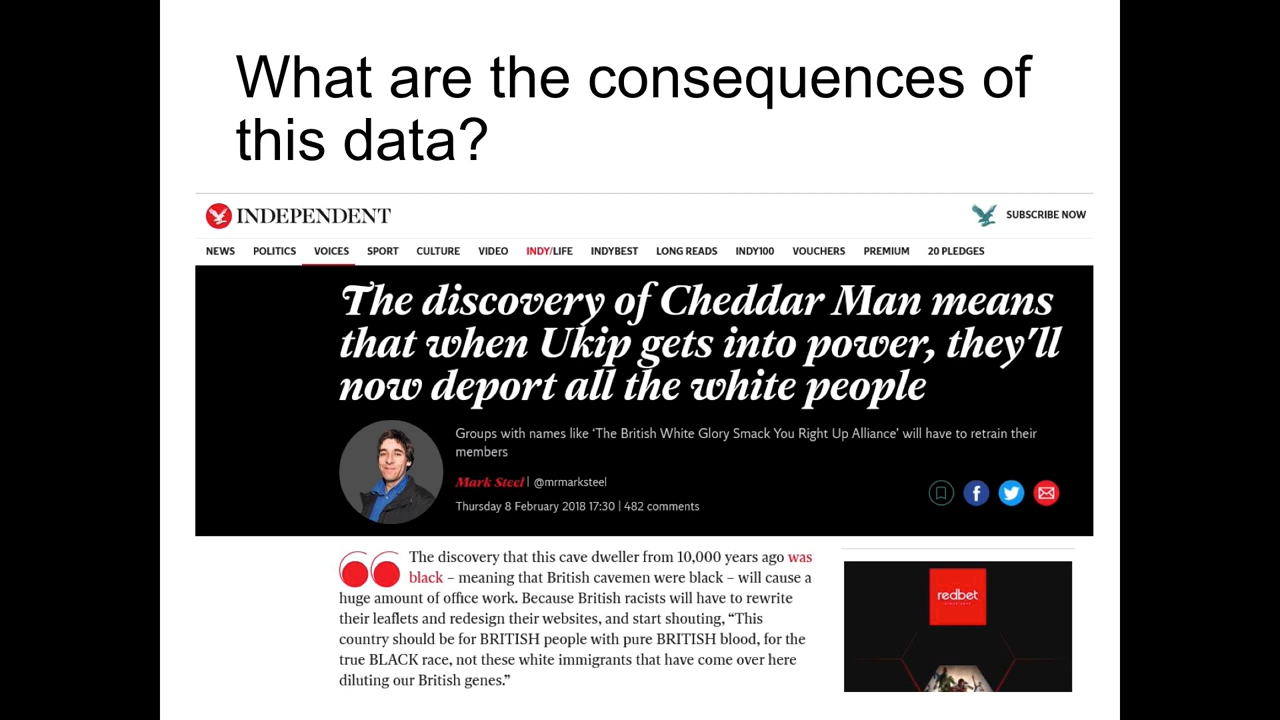 What are the consequences of
this data?
INDEPENDENT
SUBSCRIBE NOW
NEWS POLITICS VOICES SPORT CULTURE VIDEO INDY/LIFE INDYBEST LONG READS INDY100 VOUCHERS PREMIUM 20 PLEDGES
The discovery of Cheddar Man means
that when Ukip gets into power, they'll
now deport all the white people
Groups with names like ‘The British White Glory Smack You Right Up Alliance’ will have to retrain their
members
Mark Steel | @mrmarksteel
Thursday 8 February 2018 17:30 | 482 comments
The discovery that this cave dweller from 10,000 years ago was
black – meaning that British cavemen were black – will cause a
huge amount of office work. Because British racists will have to rewrite
their leaflets and redesign their websites, and start shouting, “This
country should be for BRITISH people with pure BRITISH blood, for the
true BLACK race, not these white immigrants that have come over here
diluting our British genes.”
redbet